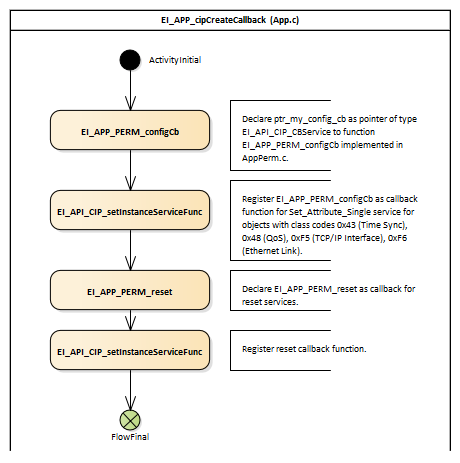 EI_APP_cipCreateCallback (App.c)
ActivityInitial
EI_APP_PERM_configCb
Declare ptr_my_config_cb as pointer of type
EI_API_CIP_CBService to function
EI_APP_PERM_configCb implemented in
AppPerm.c.
EI_API_CIP_setInstanceServiceFunc
Register EI_APP_PERM_configCb as callback
function for Set_Attribute_Single service for
objects with class codes 0x43 (Time Sync),
0x48 (QoS), 0xF5 (TCP/IP Interface), 0xF6
(Ethernet Link).
EI_APP_PERM_reset
Declare EI_APP_PERM_reset as callback for
reset services.
EI_API_CIP_setInstanceServiceFunc
Register reset callback function.
FlowFinal